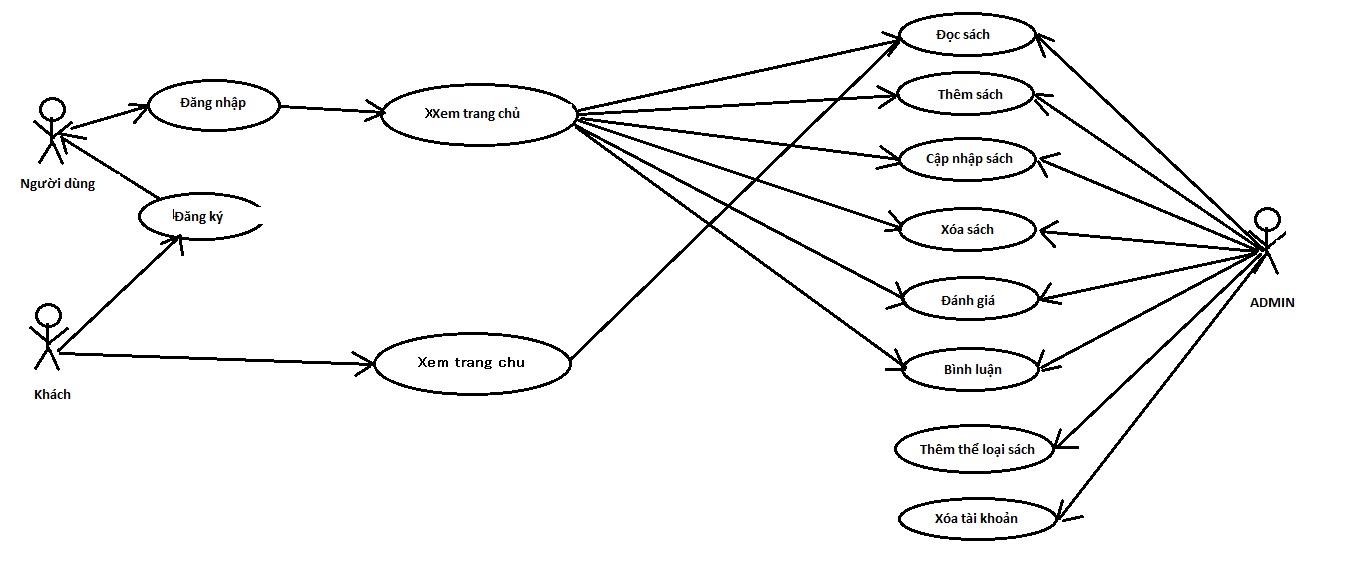 Đọc sách
Thêm sách
Đăng nhập
XXem trang chủ
Cập nhập sách
Người dùng
Đăng ký
Xóa sách
Đánh giá
ADMIN
Xem trang chu
Bình luận
Khách
Thêm thể loại sách
Xóa tài khoản